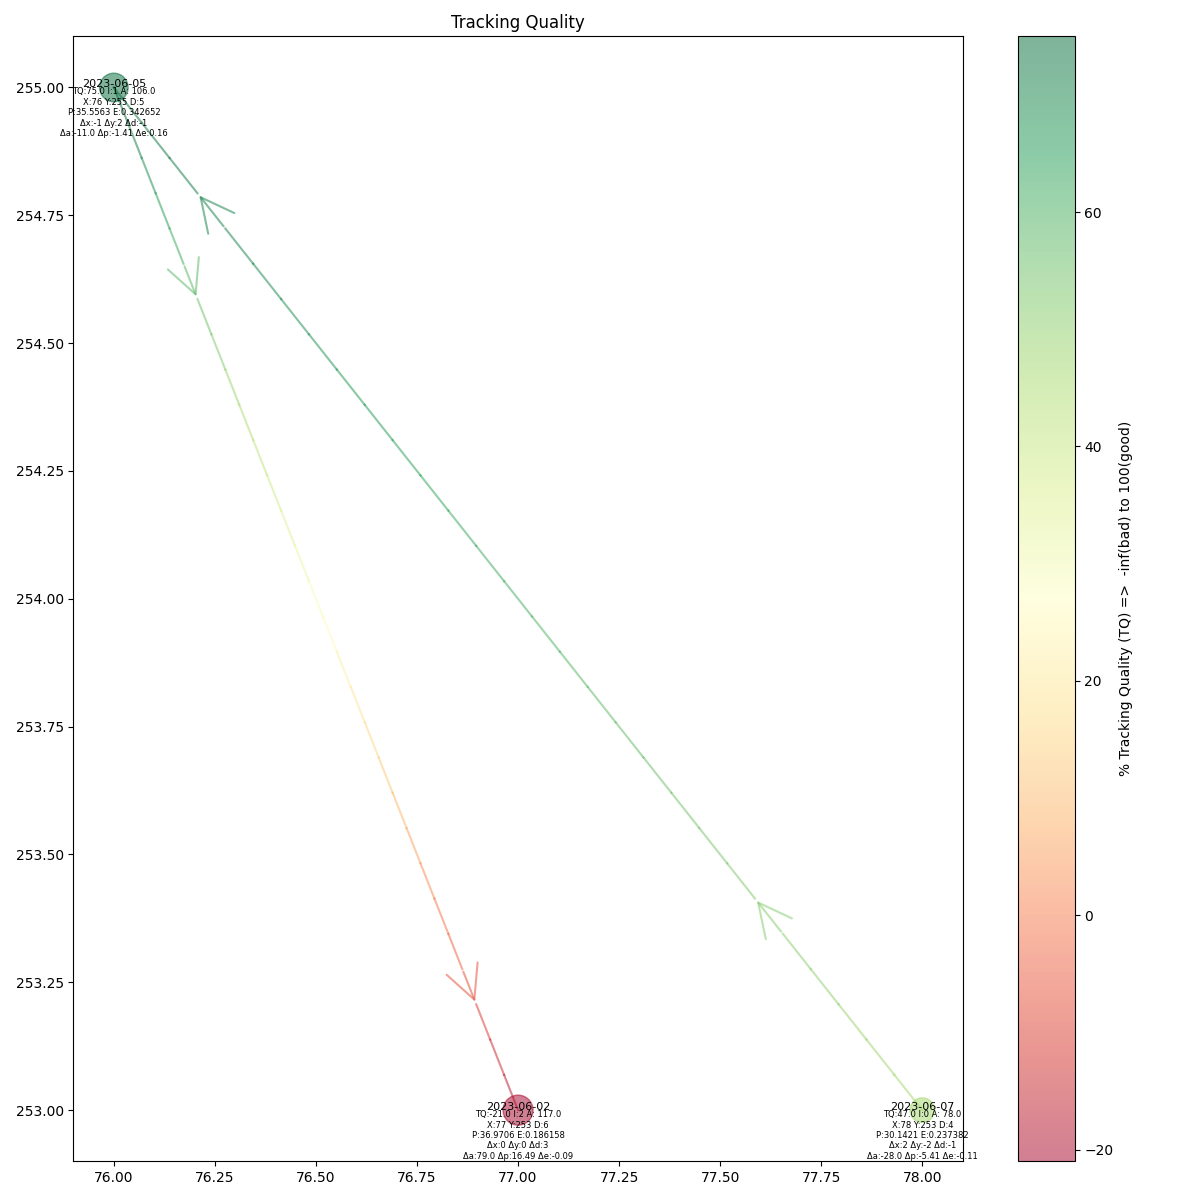 Tracking Quality
255.00
254.75
254.50
254.25
254.00
253.75
253.50
253.25
253.00
2023-06-05
TQ:75.0 I:1 A: 106.0
X:76 Y:255 D:5
P:35.5563 E:0.342652
Δx:-1 Δy:2 Δd:-1
Δa:-11.0 Δp:-1.41 Δe:0.16
2023-06-02
TQ:-21.0 I:2 A: 117.0
X:77 Y:253 D:6
P:36.9706 E:0.186158
Δx:0 Δy:0 Δd:3
Δa:79.0 Δp:16.49 Δe:-0.09
2023-06-07
TQ:47.0 I:0 A: 78.0
X:78 Y:253 D:4
P:30.1421 E:0.237382
Δx:2 Δy:-2 Δd:-1
Δa:-28.0 Δp:-5.41 Δe:-0.11
76.00 76.25 76.50 76.75 77.00 77.25 77.50 77.75 78.00
60
40
20
0
−20
% Tracking Quality (TQ) => -inf(bad) to 100(good)